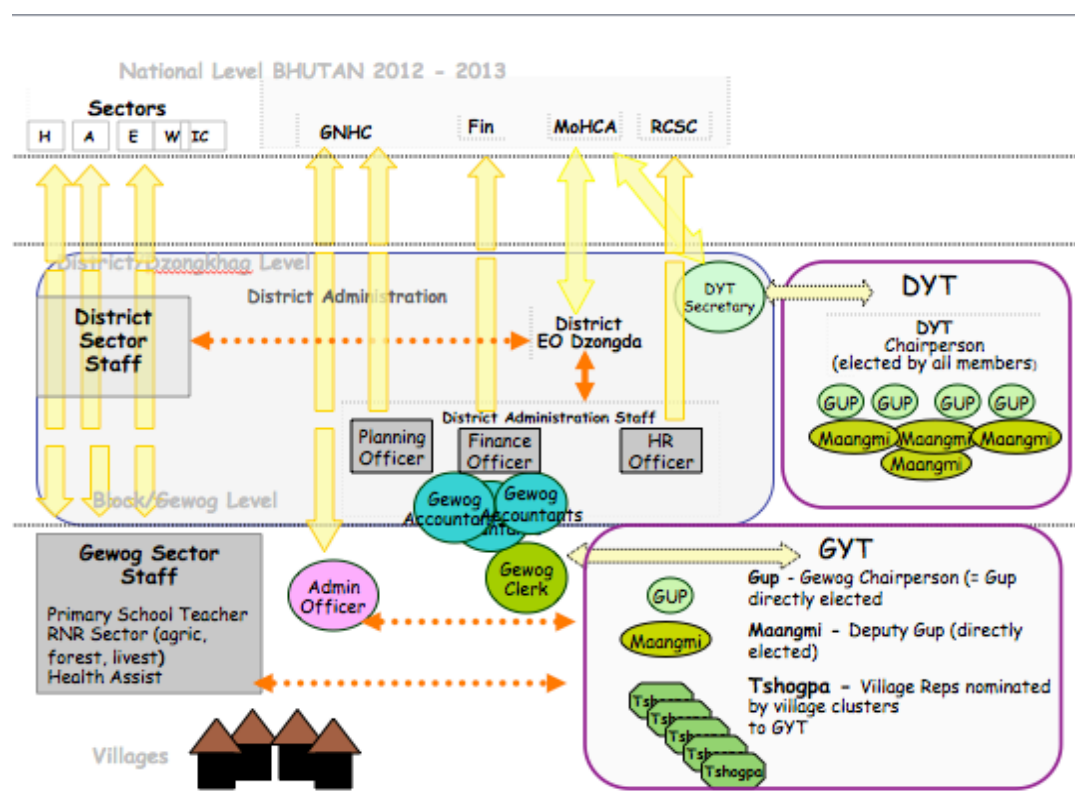 National Level BHUTAN 2012 - 2013
Sectors
H A E W IC
GNHC
Fin
MoHCA
RCSC
District/Dzongkhag Level
District Administration
District
Sector
Staff
District
EO Dzongda
DYT
Secretary
DYT
DYT
Chairperson
(elected by all members)
GUP GUP GUP GUP
Maangmi Maangmi Maangmi
Maangmi
District Administration Staff
Planning
Officer
Finance
Officer
HR
Officer
Block/Gewog Level
Gewog
Accountants
Gewog
Accountants
Gewog Sector
Staff
Primary School Teacher
RNR Sector (agric,
forest, livest)
Health Assist
Admin
Officer
Gewog
Clerk
GYT
GUP
Gup - Gewog Chairperson (= Gup
directly elected
Maangmi
Maangmi - Deputy Gup (directly
elected)
Tshogpa
Tshogpa - Village Reps nominated
by village clusters
to GYT
Villages